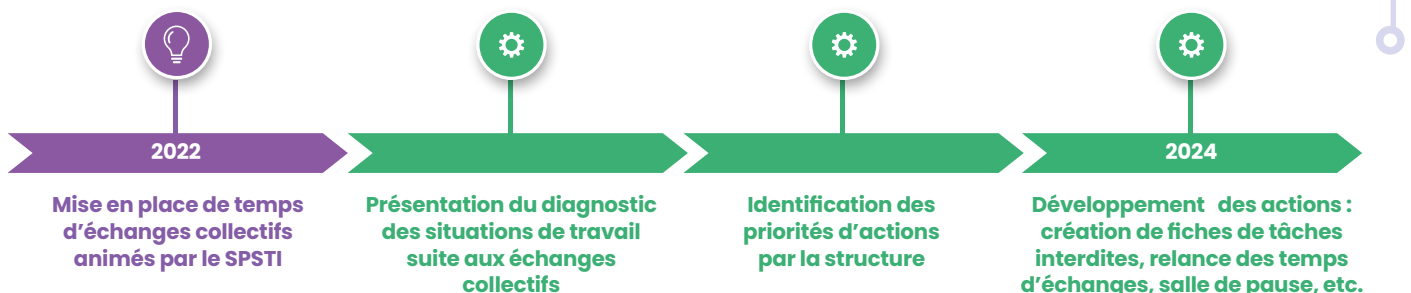 2022
Mise en place de temps
d’échanges collectifs
animés par le SPSTI
Présentation du diagnostic
des situations de travail
suite aux échanges
collectifs
Identification des
priorités d’actions
par la structure
2024
Développement des actions :
création de fiches de tâches
interdites, relance des temps
d’échanges, salle de pause, etc.